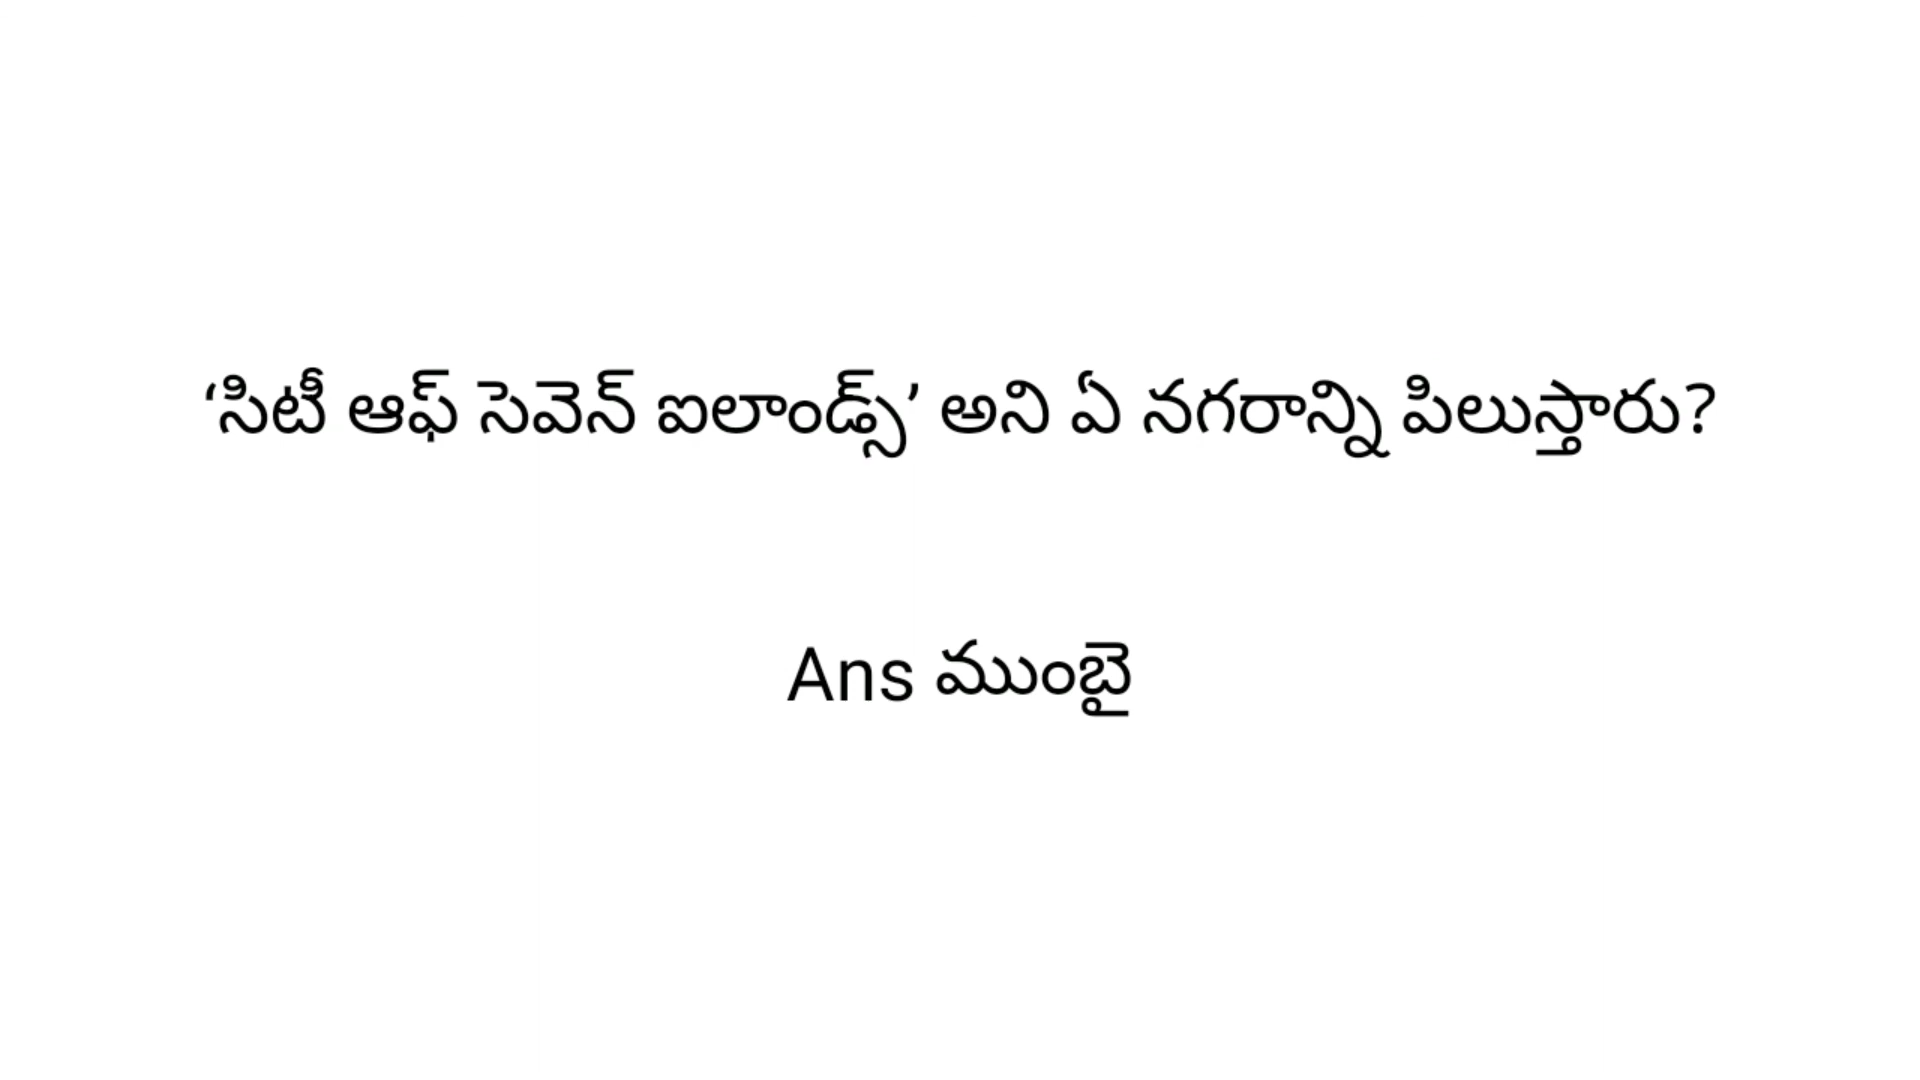 ‘సిటీ ఆఫ్ సెవెన్ ఐలాండ్స్’ అని ఏ నగరాన్ని పిలుస్తారు?
Ans ముంబై